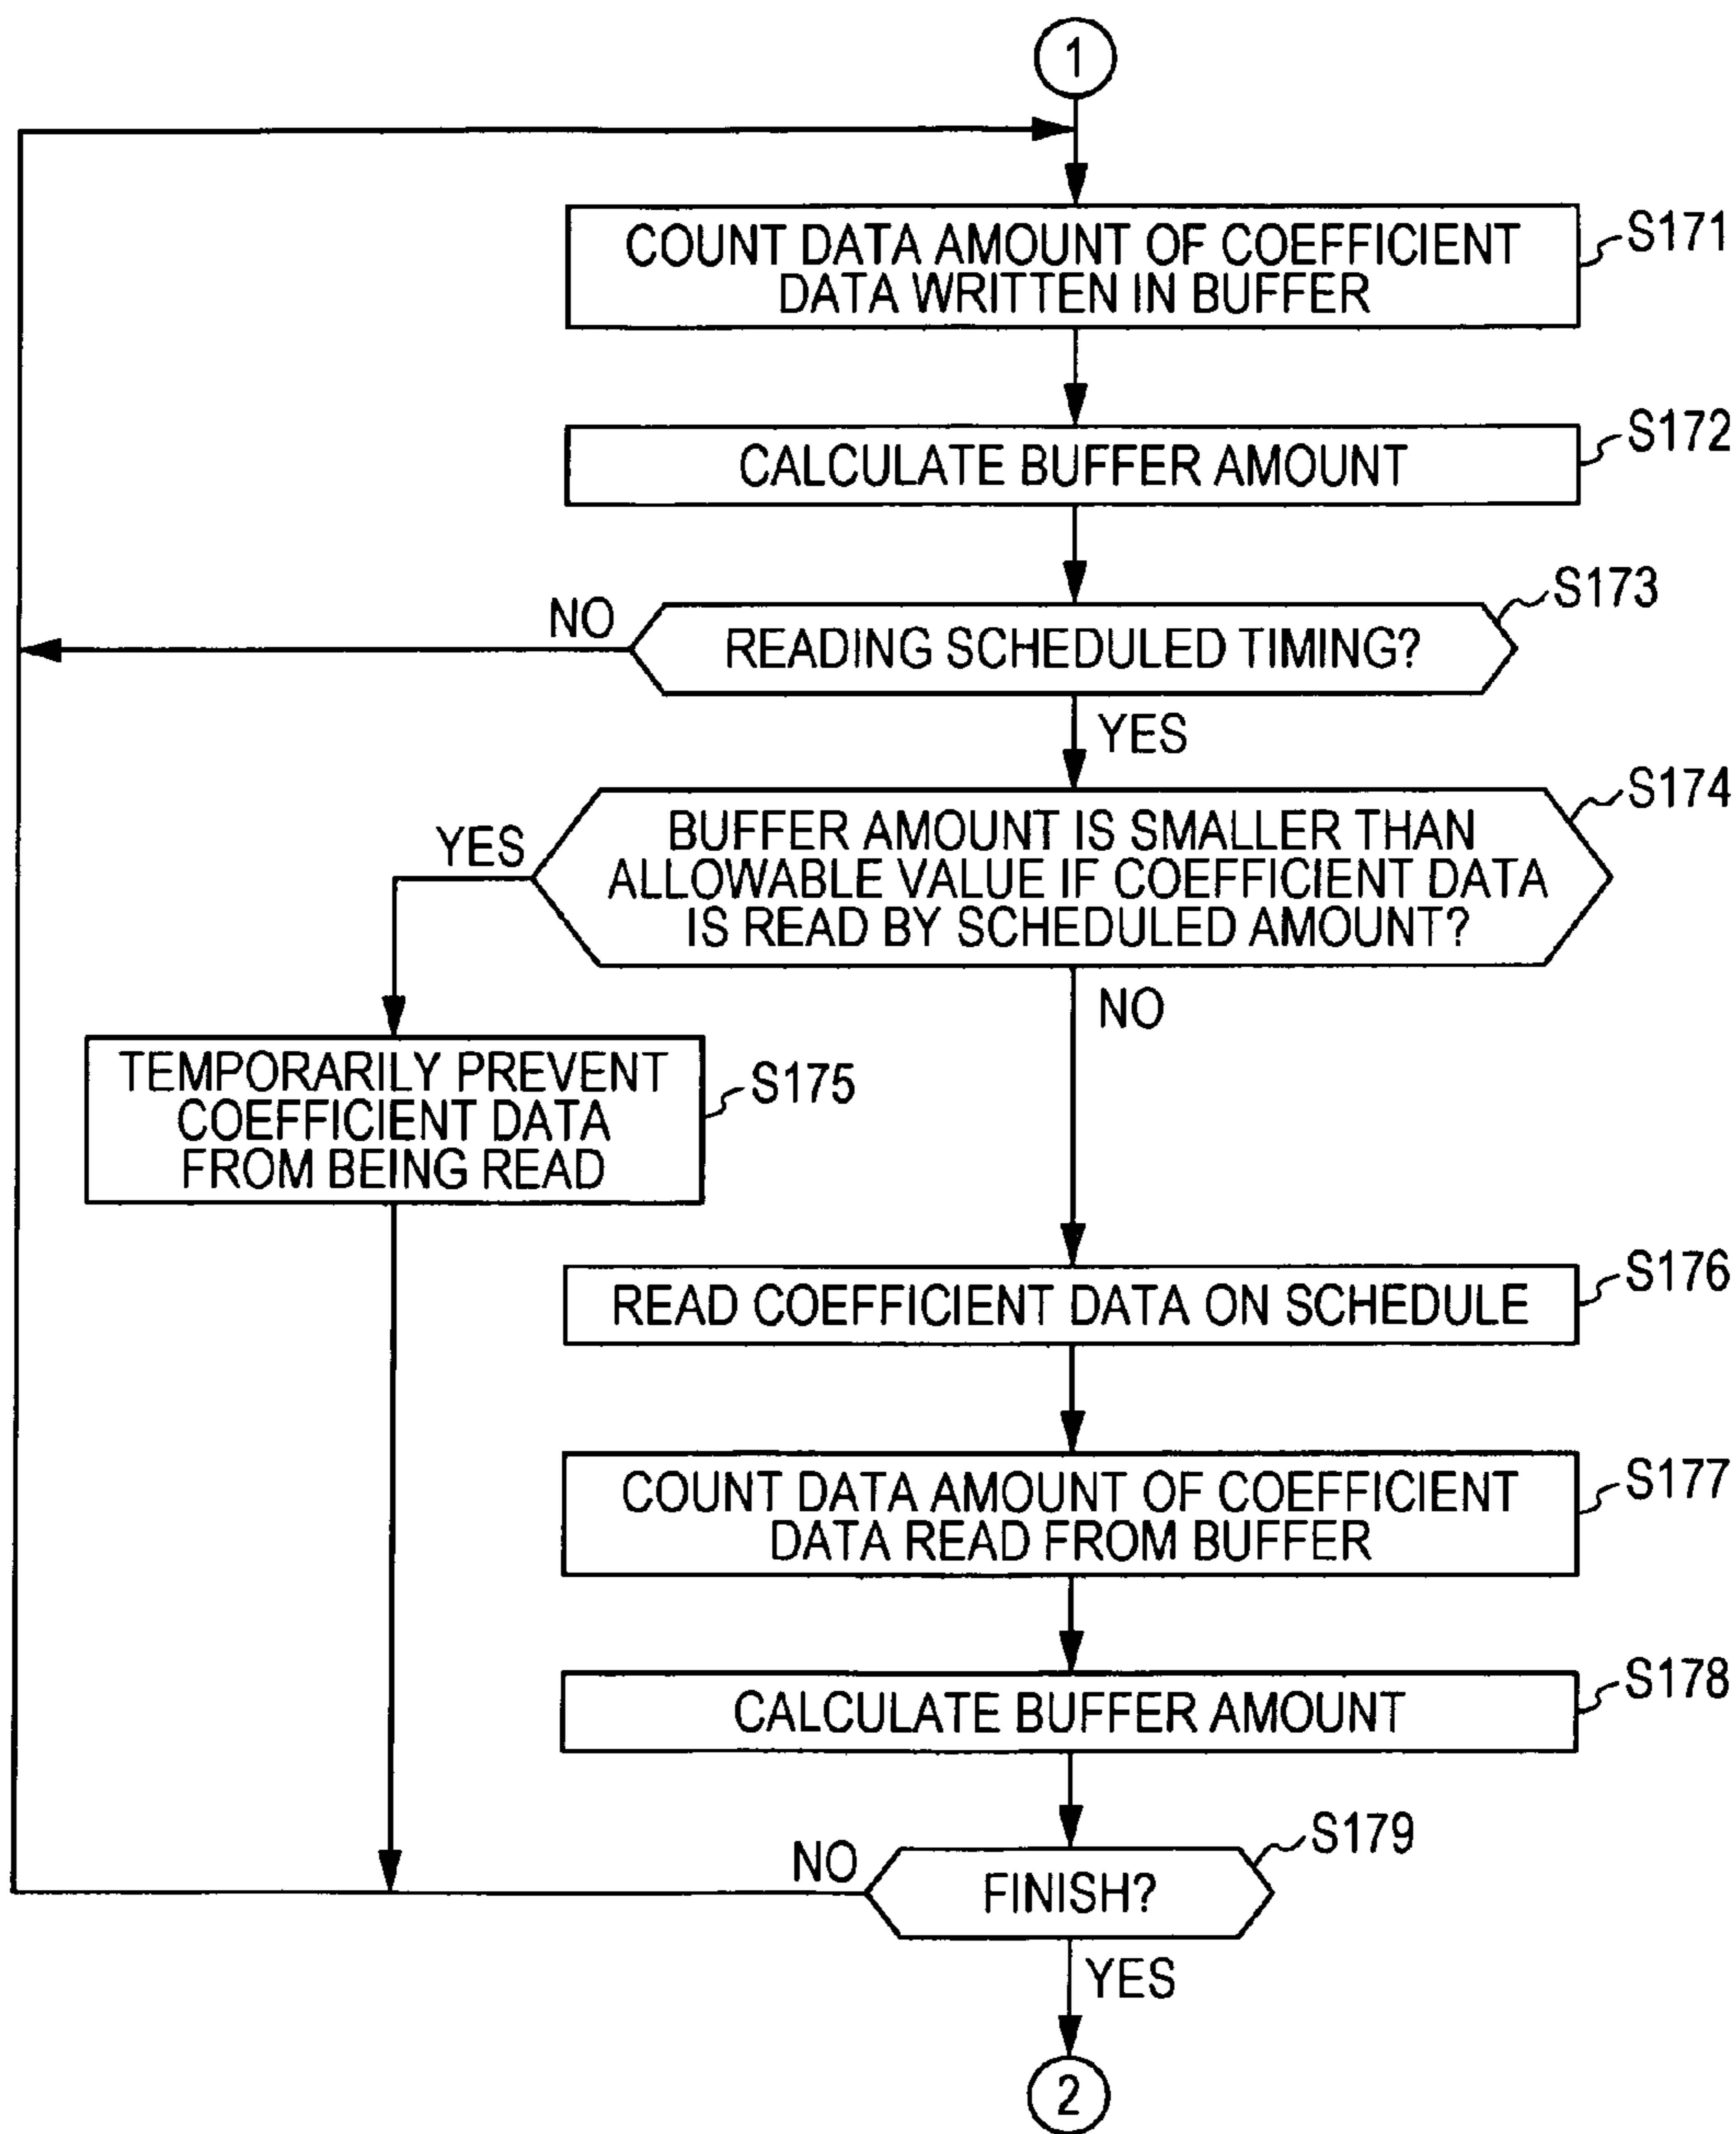 1
COUNT DATA AMOUNT OF COEFFICIENT
DATA WRITTEN IN BUFFER
S171
CALCULATE BUFFER AMOUNT
S172
READING SCHEDULED TIMING?
S173
NO
YES
BUFFER AMOUNT IS SMALLER THAN
ALLOWABLE VALUE IF COEFFICIENT DATA
IS READ BY SCHEDULED AMOUNT?
S174
YES
NO
TEMPORARILY PREVENT
COEFFICIENT DATA
FROM BEING READ
S175
READ COEFFICIENT DATA ON SCHEDULE
S176
COUNT DATA AMOUNT OF COEFFICIENT
DATA READ FROM BUFFER
S177
CALCULATE BUFFER AMOUNT
S178
FINISH?
S179
NO
YES
2